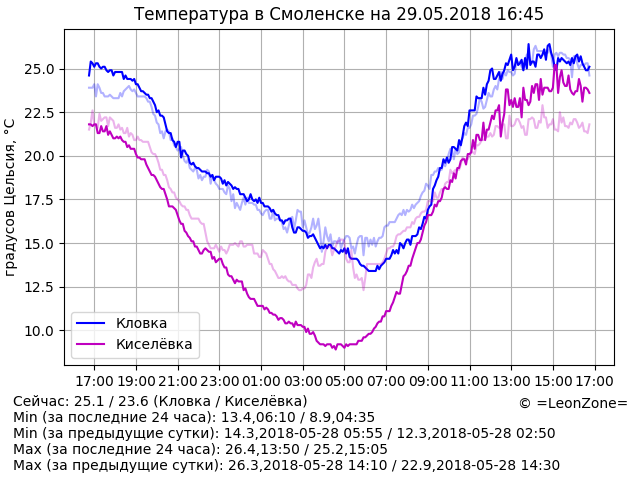 Температура в Смоленске на 29.05.2018 16:45
градусов Цельсия, °C
25.0
22.5
20.0
17.5
15.0
12.5
10.0
Кловка
Киселёвка
17:00 19:00 21:00 23:00 01:00 03:00 05:00 07:00 09:00 11:00 13:00 15:00 17:00
Сейчас: 25.1 / 23.6 (Кловка / Киселёвка)
© =LeonZone=
Min (за последние 24 часа): 13.4,06:10 / 8.9,04:35
Min (за предыдущие сутки): 14.3,2018-05-28 05:55 / 12.3,2018-05-28 02:50
Max (за последние 24 часа): 26.4,13:50 / 25.2,15:05
Max (за предыдущие сутки): 26.3,2018-05-28 14:10 / 22.9,2018-05-28 14:30